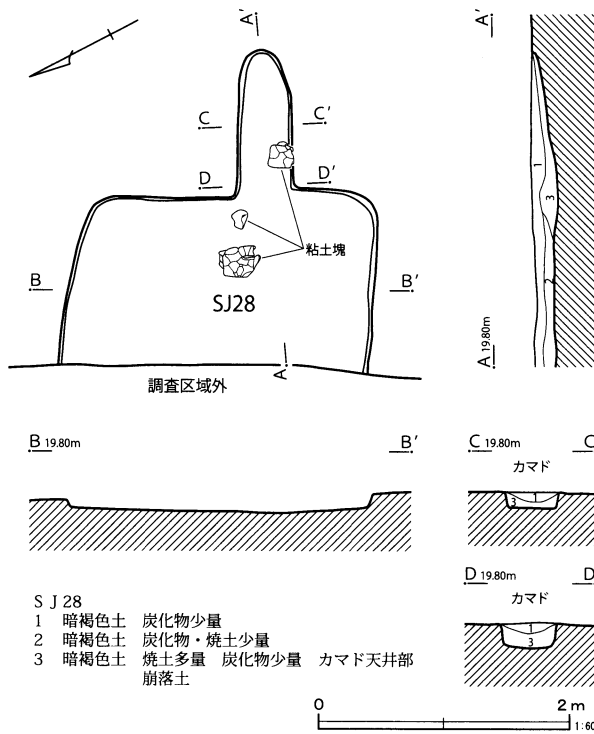 A'
A'
C
C'
D
D'
粘土塊
B
B'
SJ28
A
A 19.80m
1
3
2
調査区域外
B 19.80m
B'
C 19.80m
C
カマド
3
1
D 19.80m
D
カマド
1
3
SJ28
1 暗褐色土 炭化物少量
2 暗褐色土 炭化物・焼土少量
3 暗褐色土 焼土多量 炭化物少量 カマド天井部
崩落土
0
2m
1:60